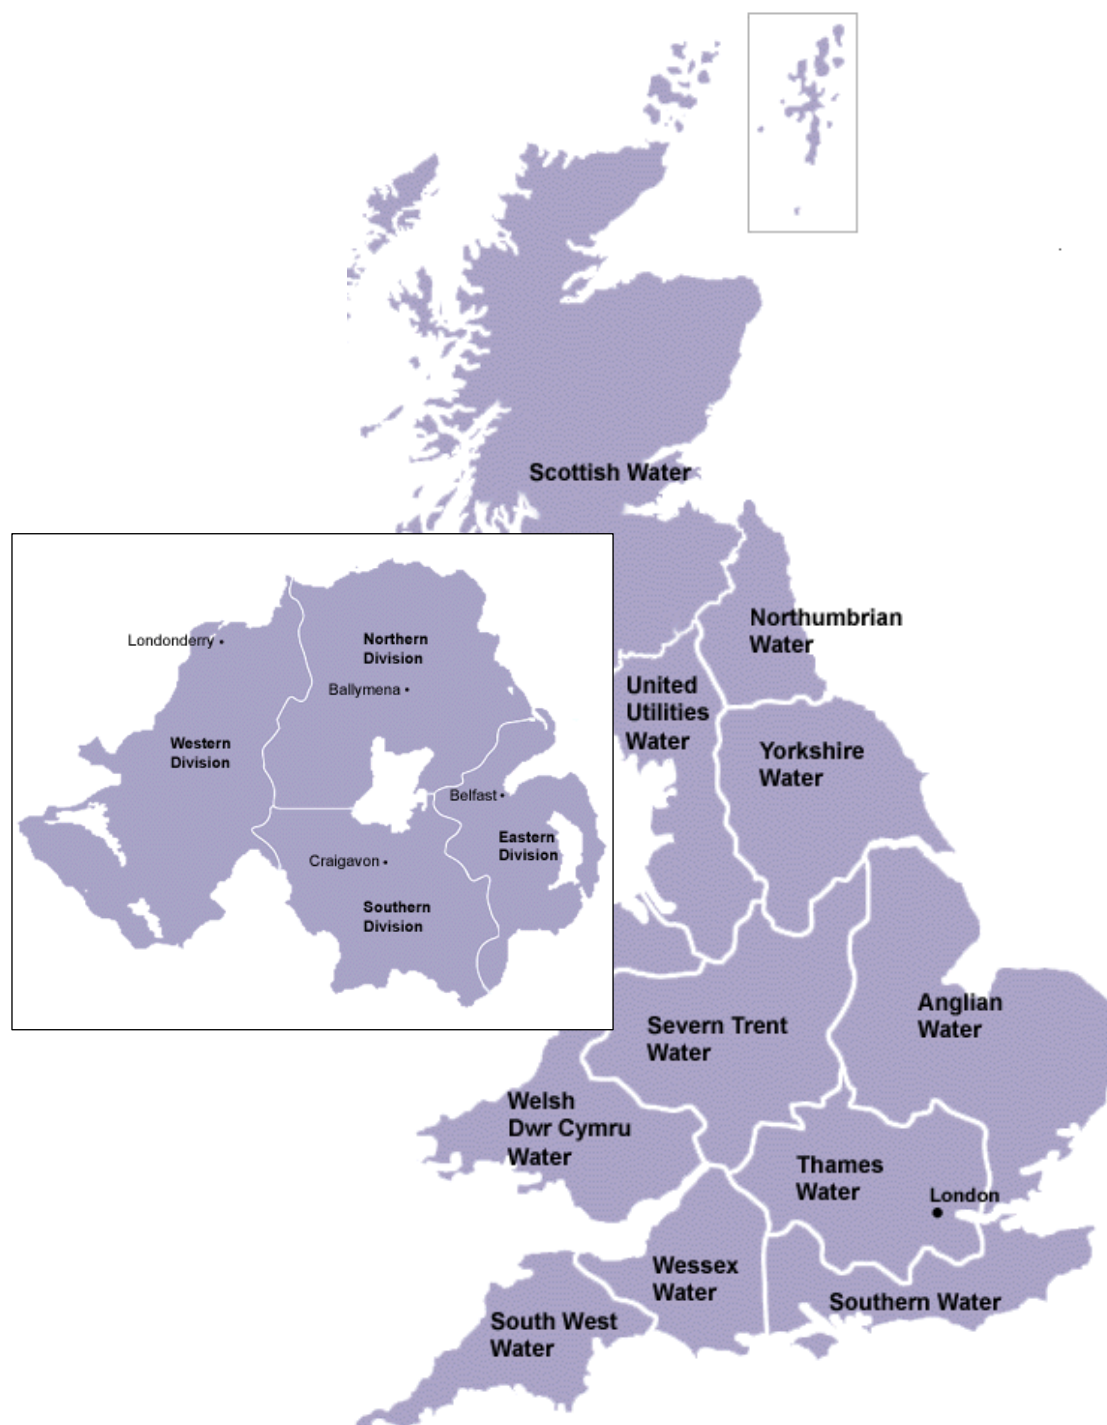 Scottish Water
Northumbrian
Water
United
Utilities
Water
Yorkshire
Water
Londonderry
Northern
Division
Ballymena
Western
Division
Belfast
Eastern
Division
Craigavon
Southern
Division
Anglian
Water
Severn Trent
Water
Welsh
Dwr Cymru
Water
Thames
Water
London
Wessex
Water
Southern Water
South West
Water